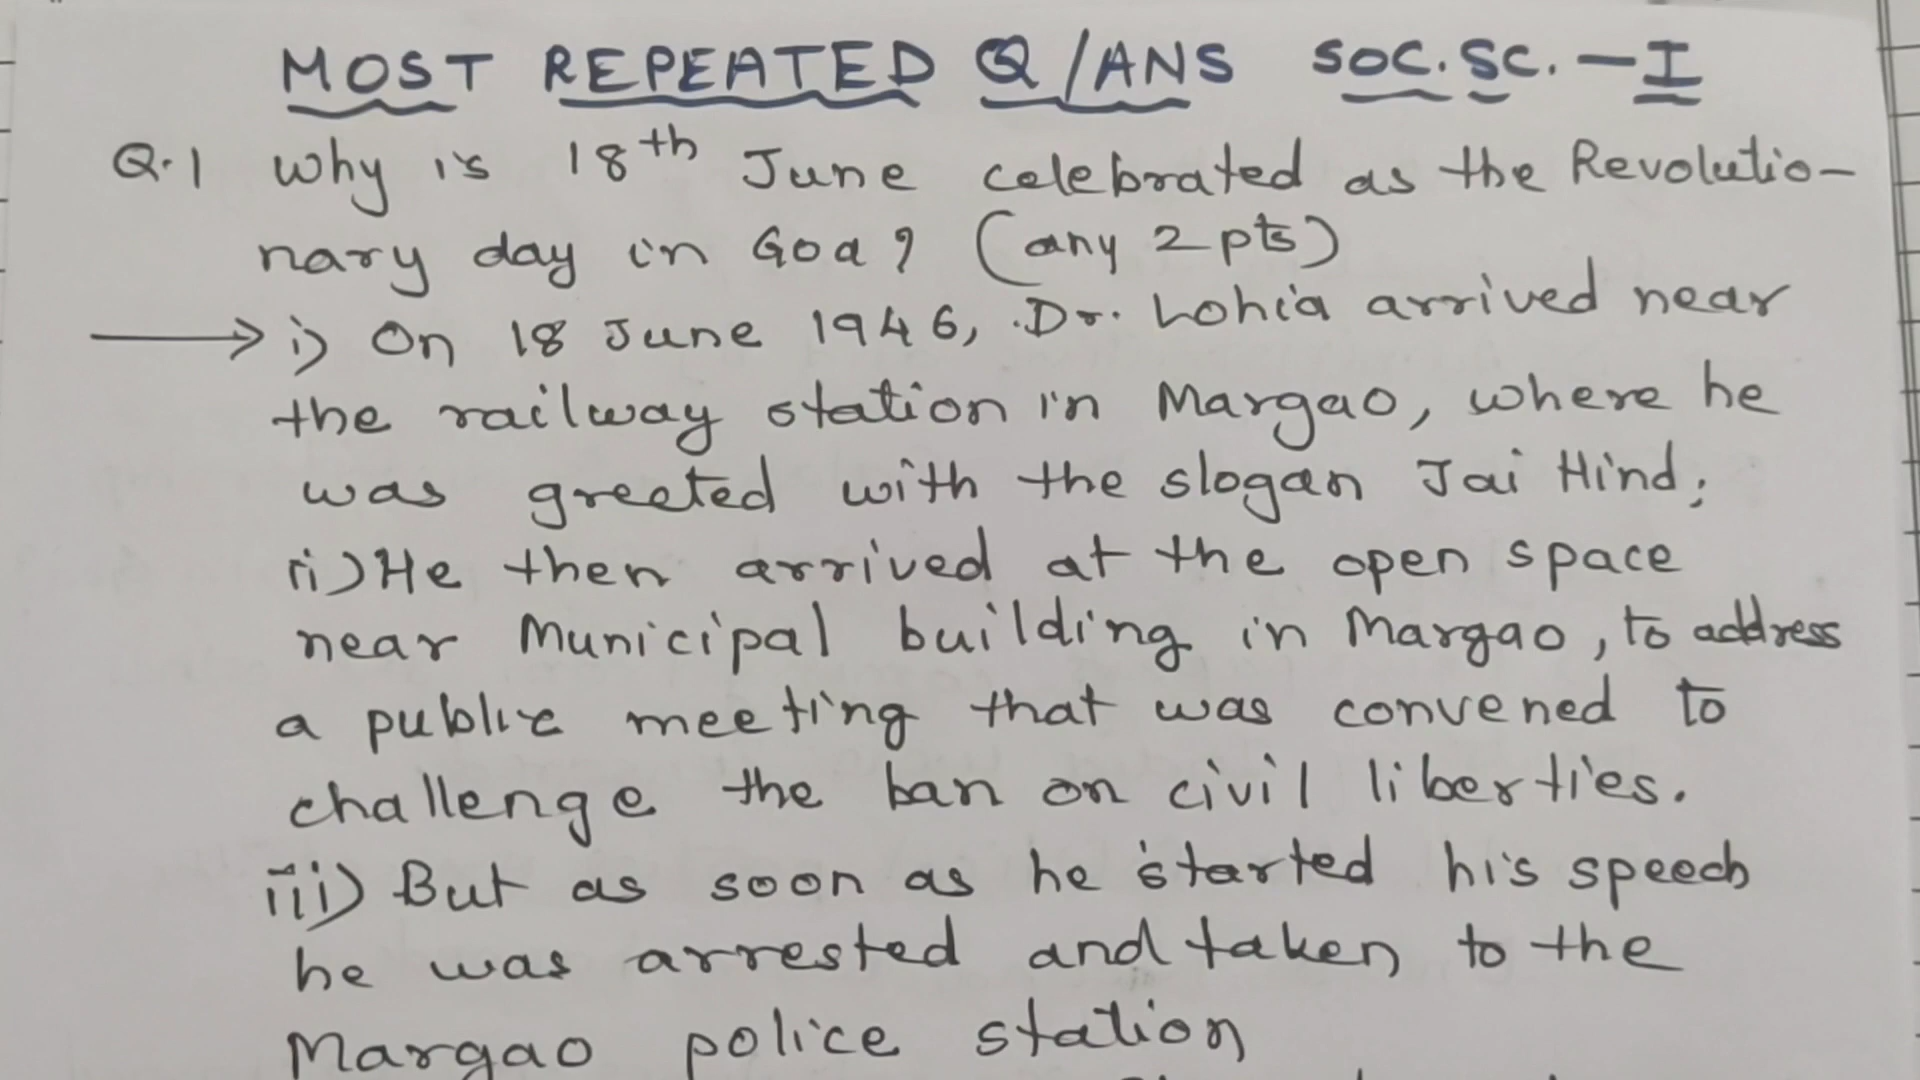 MOST REPEATED Q/ANS SOC.SC.-I
Q.1 Why is 18th June celebrated as the Revolutio-
nary day in Goa? (any 2 pts)
→ i) On 18 June 1946, Dr. Lohia arrived near
the railway station in Margao, where he
was greeted with the slogan Jai Hind;
ii) He then arrived at the open space
near Municipal building in Margao, to address
a public meeting that was convened to
challenge the ban on civil liberties.
iii) But as soon as he started his speech
he was arrested and taken to the
Margao police station